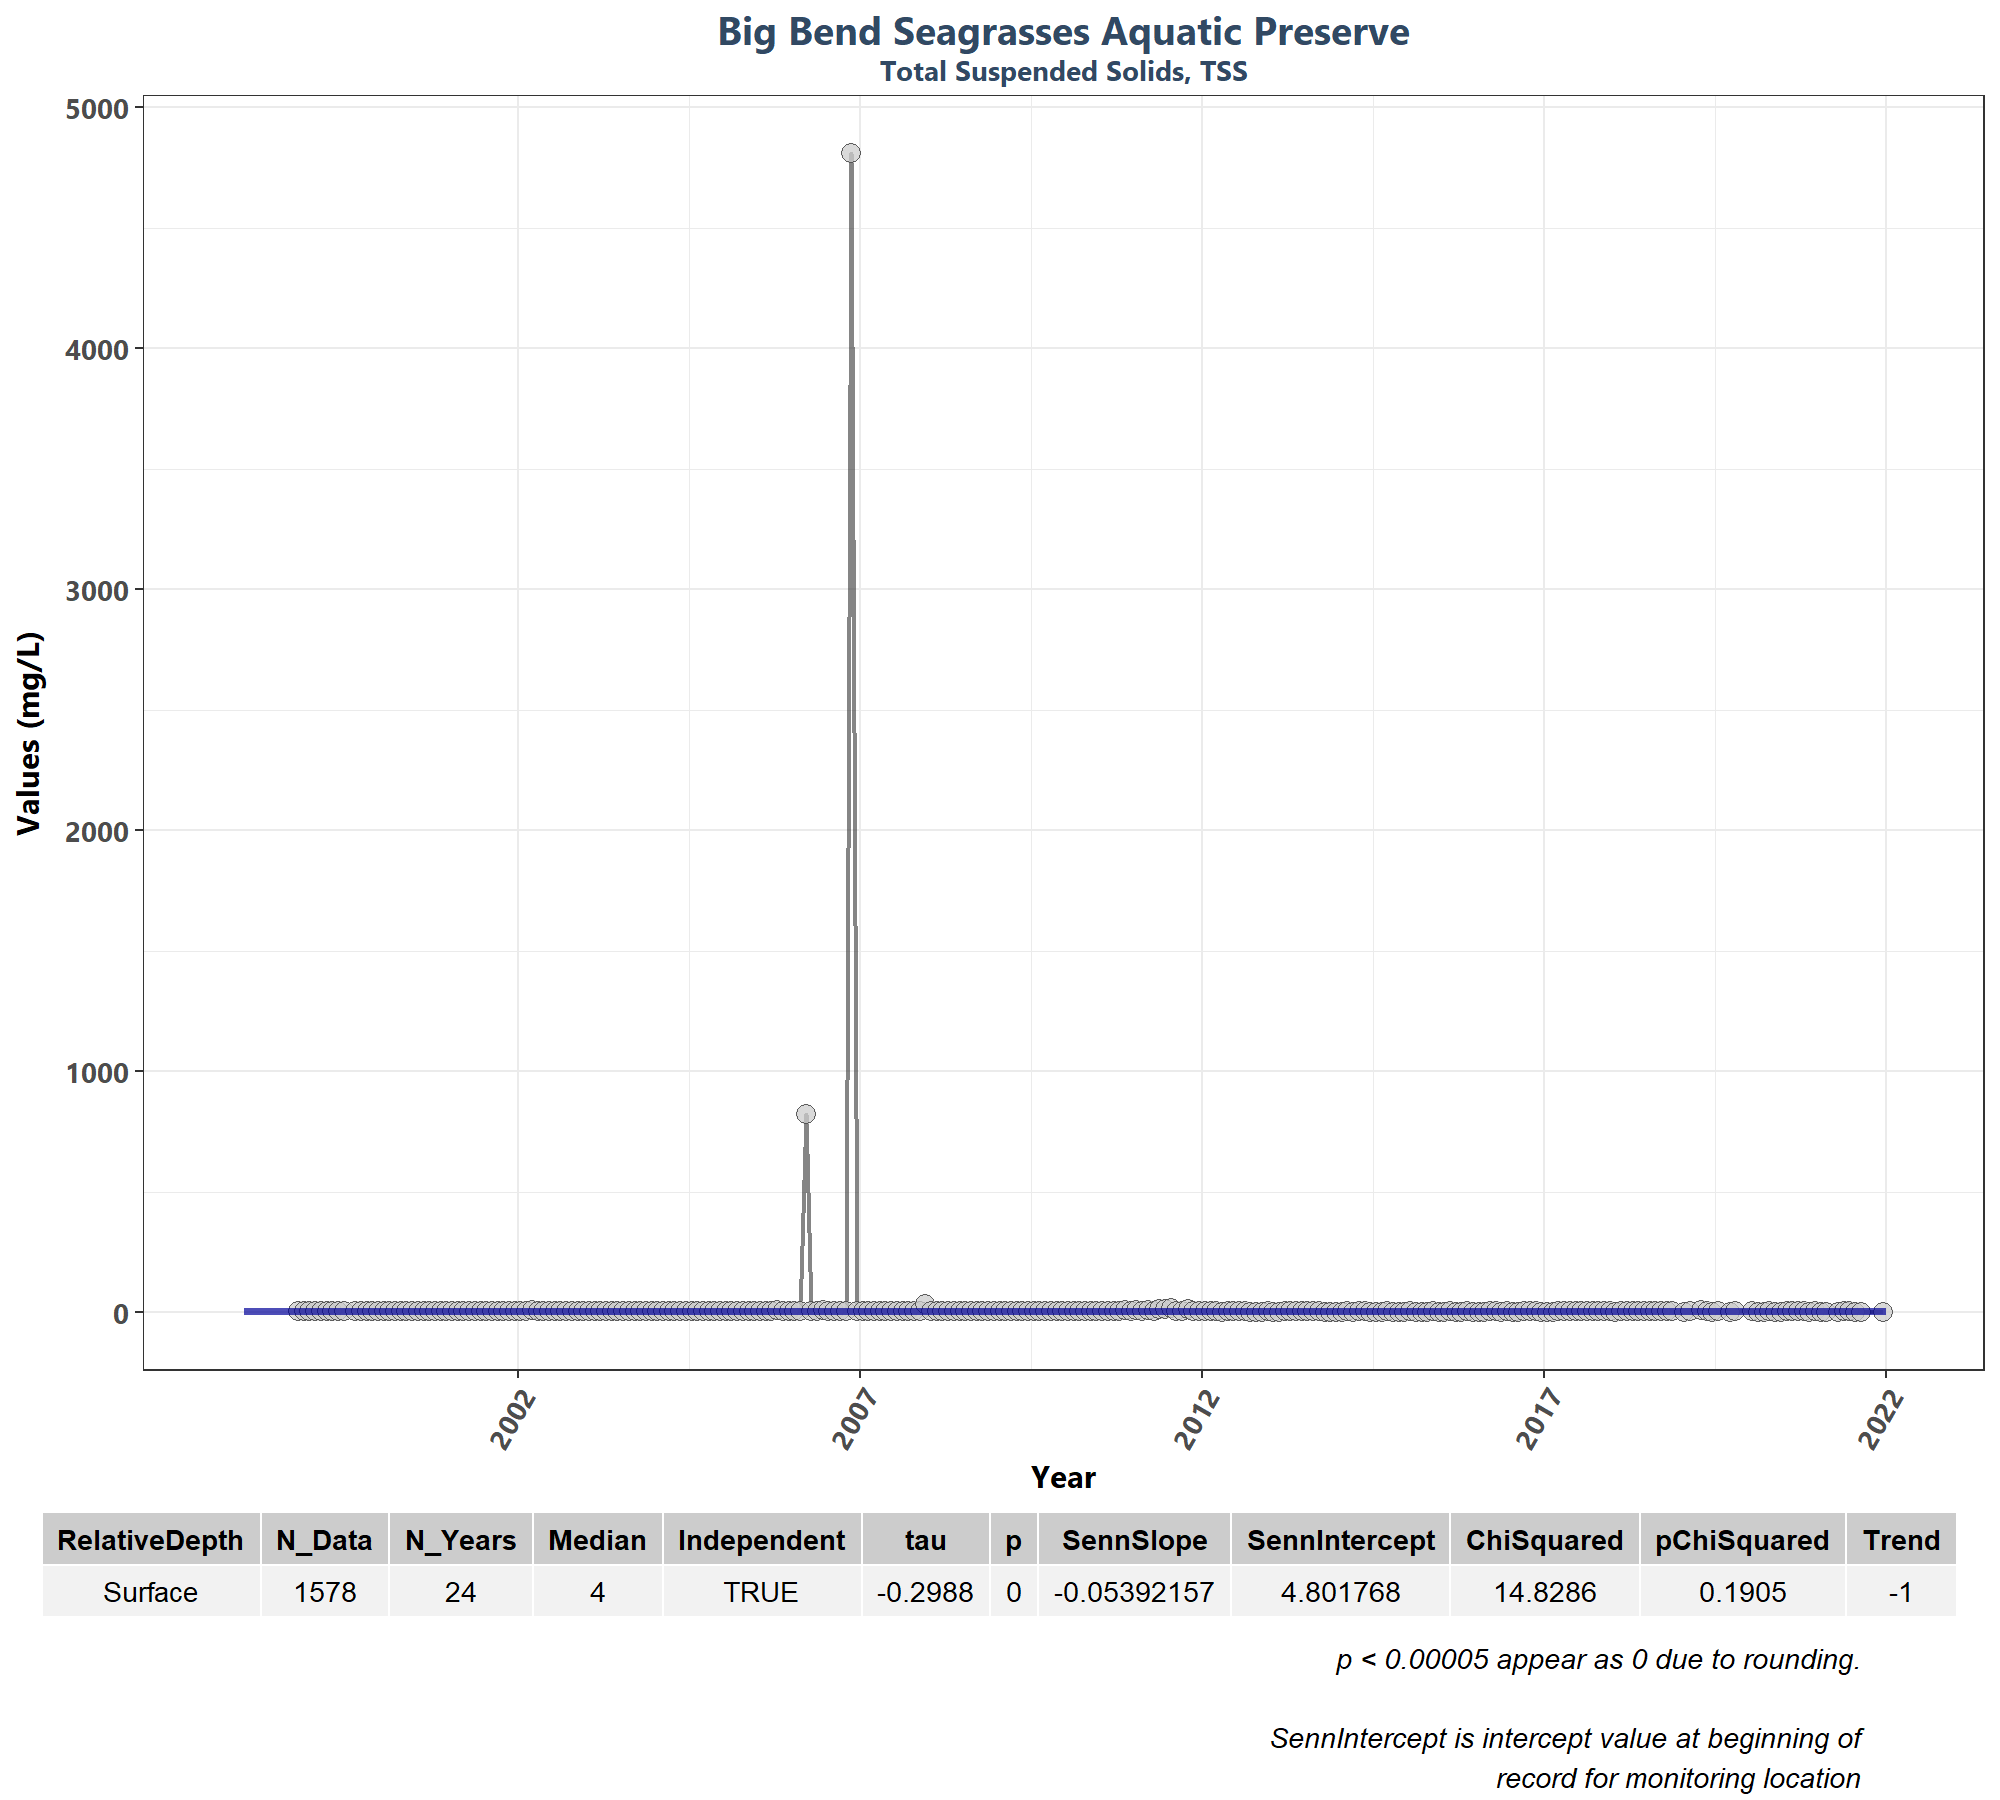 Big Bend Seagrasses Aquatic Preserve
Total Suspended Solids, TSS
5000
4000
3000
2000
1000
0
Values (mg/L)
2002 2007 2012 2017 2022
Year
RelativeDepth N_Data N_Years Median Independent tau p SennSlope SennIntercept ChiSquared pChiSquared Trend
Surface 1578 24 4 TRUE -0.2988 0 -0.05392157 4.801768 14.8286 0.1905 -1
p < 0.00005 appear as 0 due to rounding.
SennIntercept is intercept value at beginning of
record for monitoring location